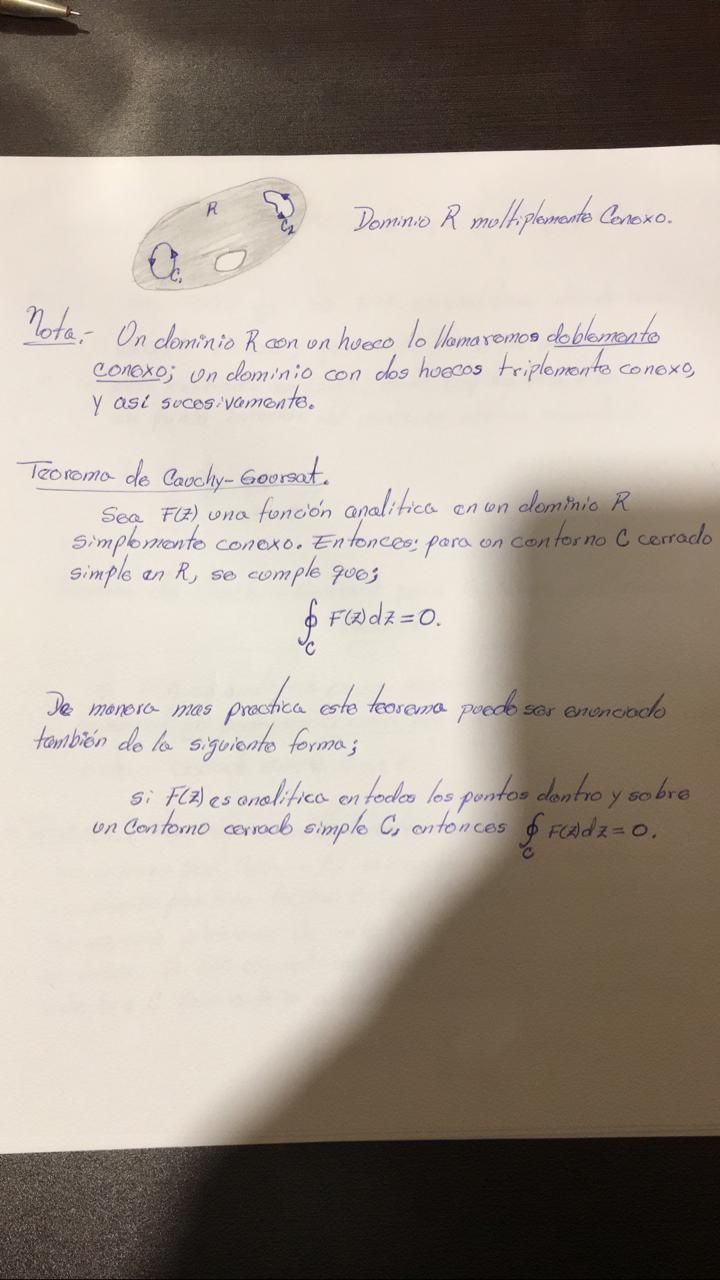 R
C₂
C₁
Dominio R multiplemente Conexo.
Nota.- Un dominio R con un hueco lo llamaremos doblemente
conexo; un dominio con dos huecos triplemente conexo,
y así sucesivamente.
Teorema de Cauchy-Goursat.
Sea F(z) una función analítica en un dominio R
simplemente conexo. Entonces; para un contorno C cerrado
simple en R, se cumple que;
∮_C F(z)dz = 0.
De manera mas practica este teorema puede ser enunciado
también de la siguiente forma;
si F(z) es analítica en todos los puntos dentro y sobre
un Contorno cerrado simple C, entonces ∮_C F(z)dz = 0.